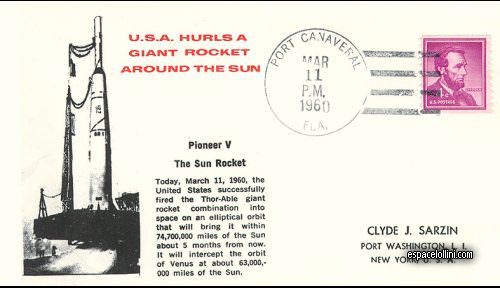 U.S.A. HURLS A
GIANT ROCKET
AROUND THE SUN
PORT CANAVERAL
MAR
11
P.M.
1960
FLA.
LINCOLN
U.S. POSTAGE
Pioneer V
The Sun Rocket
Today, March 11, 1960, the
United States successfully
fired the Thor-Able giant
rocket combination into
space on an elliptical orbit
that will bring it within
74,700,000 miles of the Sun
about 5 months from now.
It will intercept the orbit
of Venus at about 63,000,-
000 miles of the Sun.
CLYDE J. SARZIN
PORT WASHINGTON, L. I.
NEW YORK U. S. A.
espacelollini.com